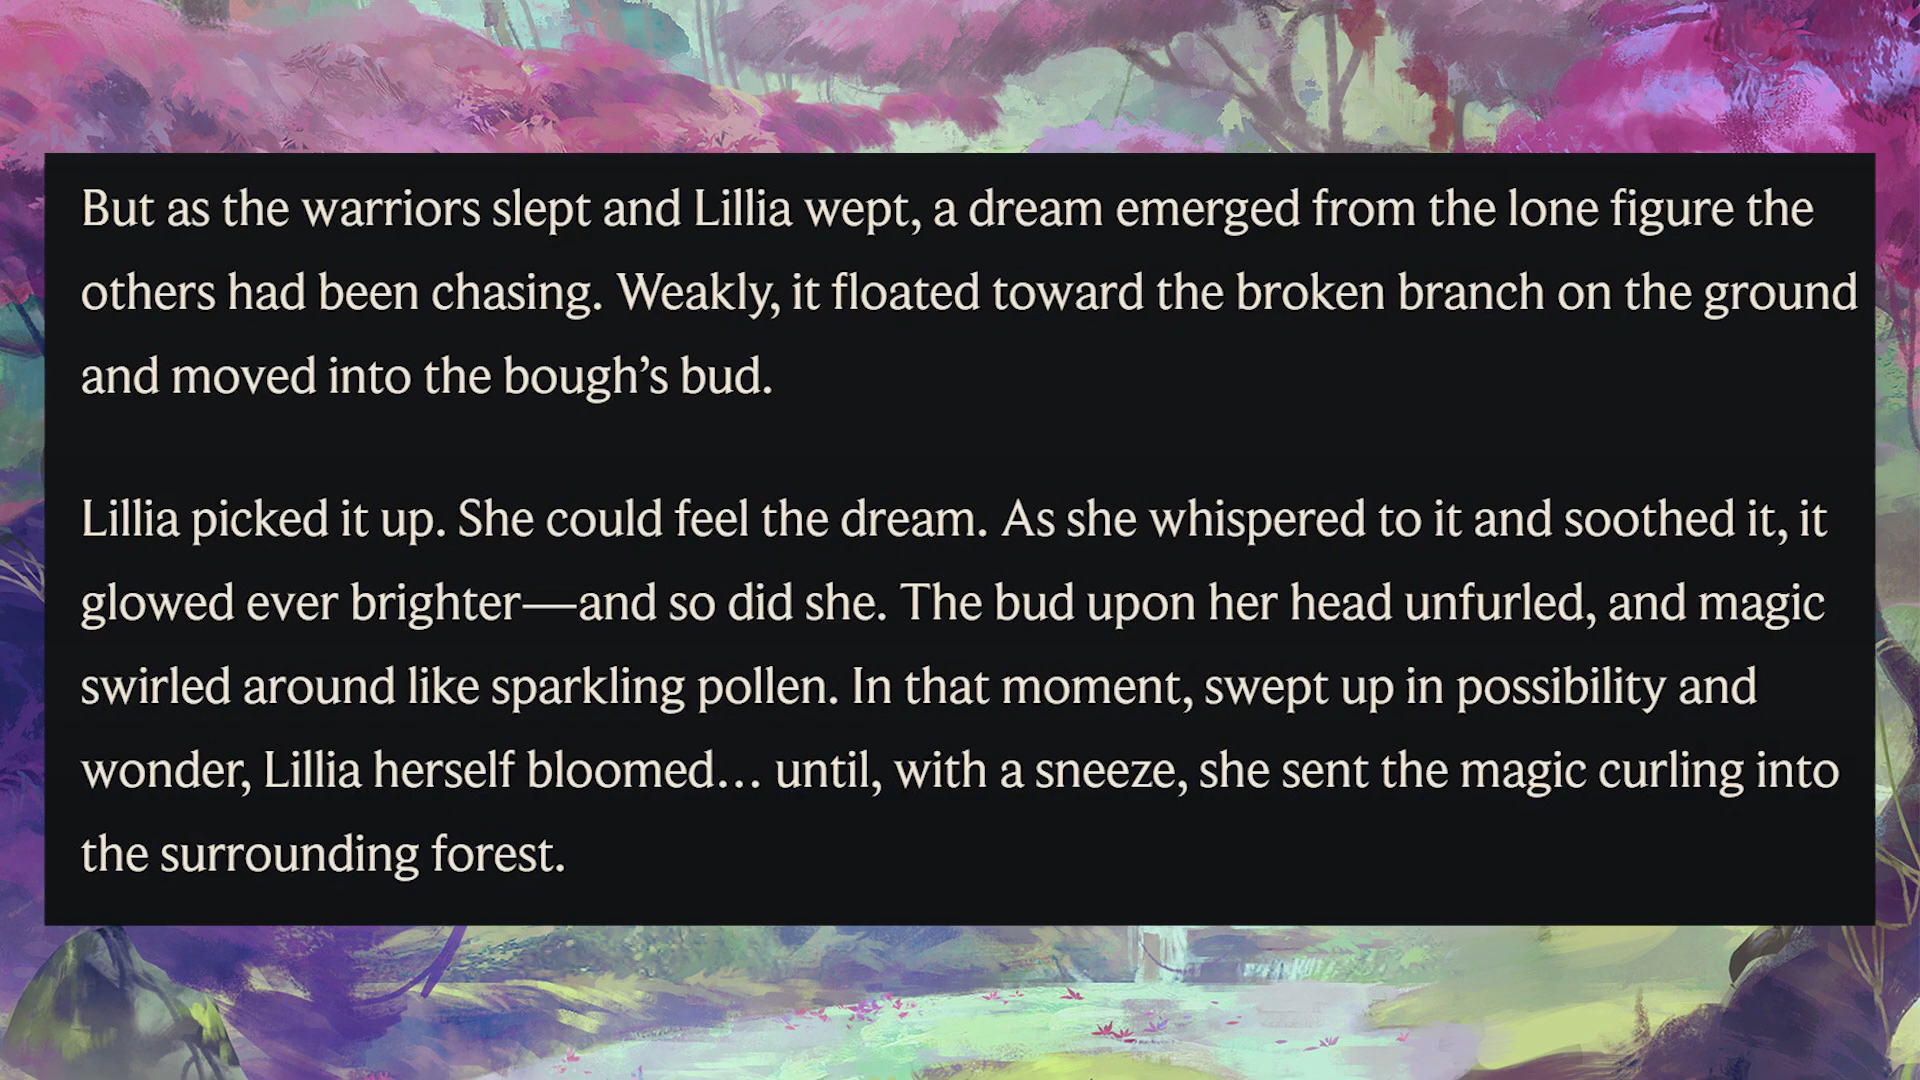 But as the warriors slept and Lillia wept, a dream emerged from the lone figure the
others had been chasing. Weakly, it floated toward the broken branch on the ground
and moved into the bough’s bud.
Lillia picked it up. She could feel the dream. As she whispered to it and soothed it, it
glowed ever brighter—and so did she. The bud upon her head unfurled, and magic
swirled around like sparkling pollen. In that moment, swept up in possibility and
wonder, Lillia herself bloomed… until, with a sneeze, she sent the magic curling into
the surrounding forest.